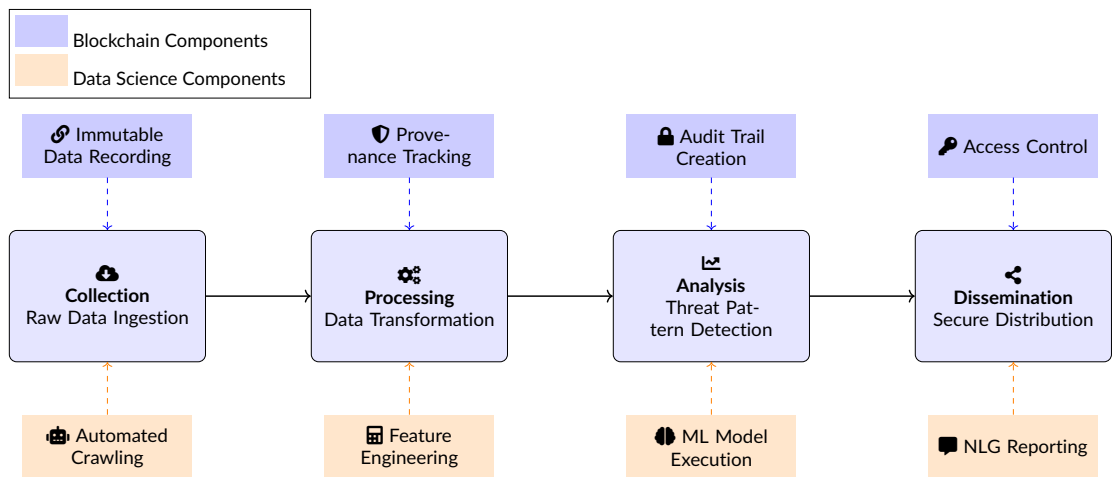 Blockchain Components
Data Science Components
Immutable
Data Recording
Prove-
nance Tracking
Audit Trail
Creation
Access Control
Collection
Raw Data Ingestion
Processing
Data Transformation
Analysis
Threat Pat-
tern Detection
Dissemination
Secure Distribution
Automated
Crawling
Feature
Engineering
ML Model
Execution
NLG Reporting